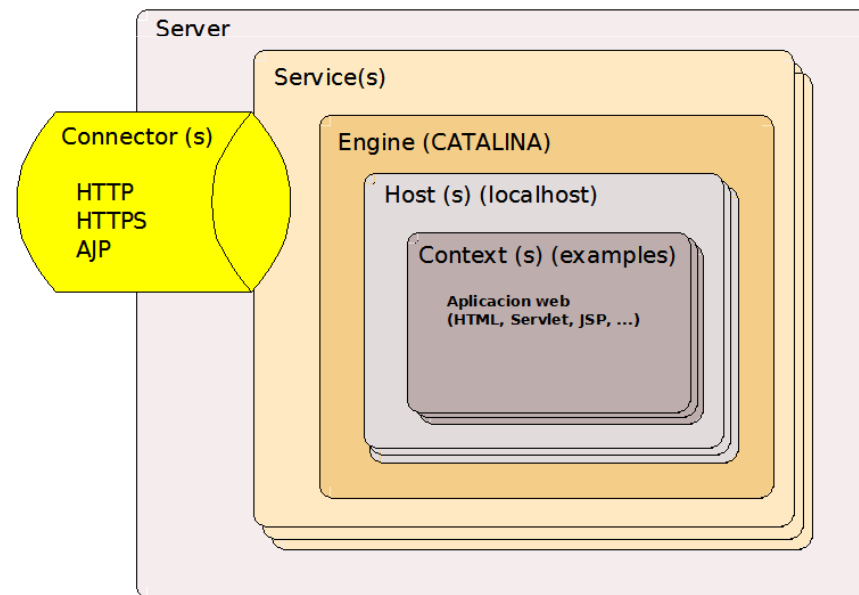 Server
Service(s)
Connector (s)
Engine (CATALINA)
HTTP
HTTPS
AJP
Host (s) (localhost)
Context (s) (examples)
Aplicacion web
(HTML, Servlet, JSP, ...)